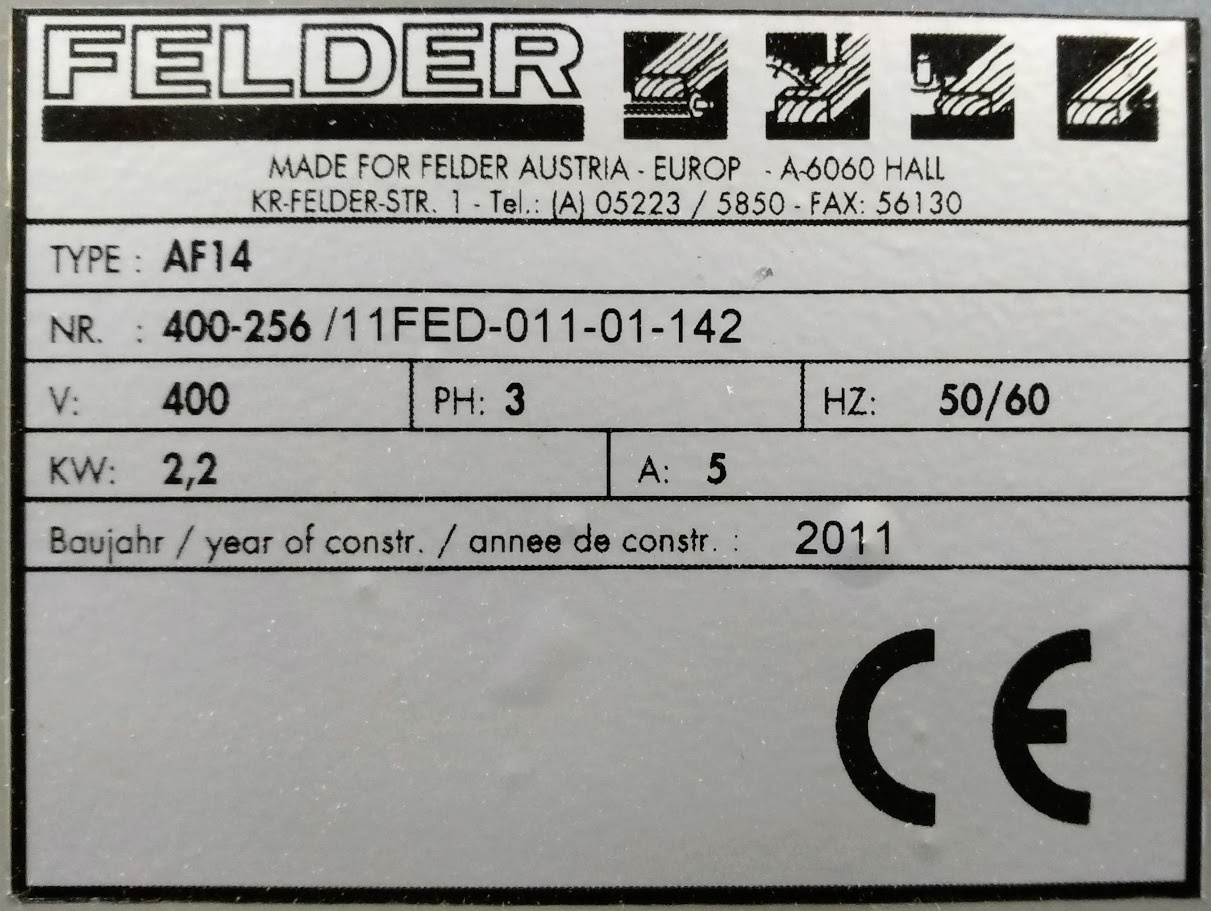 FELDER
MADE FOR FELDER AUSTRIA - EUROP - A-6060 HALL
KR-FELDER-STR. 1 - Tel.: (A) 05223 / 5850 - FAX: 56130
TYPE : AF14
NR. : 400-256 /11FED-011-01-142
V: 400 PH: 3 HZ: 50/60
KW: 2,2 A: 5
Baujahr / year of constr. / annee de constr. : 2011
CE